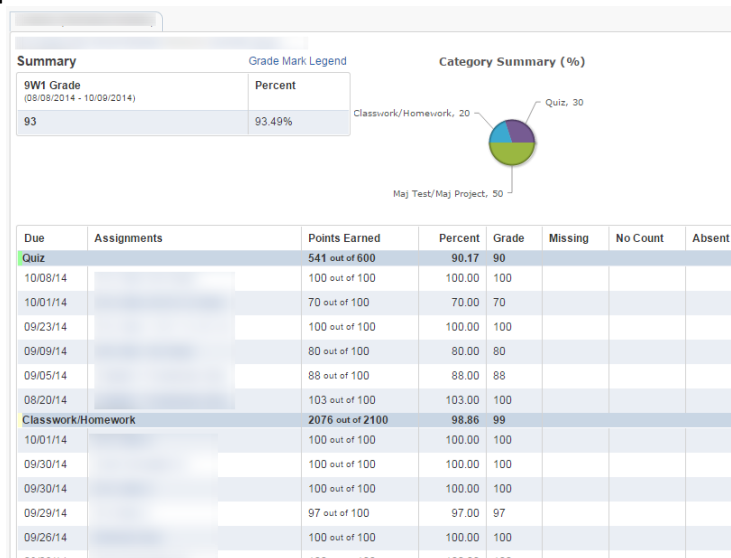 Summary
Grade Mark Legend
9W1 Grade Percent
(08/08/2014 - 10/09/2014)
93 93.49%
Category Summary (%)
Quiz, 30
Classwork/Homework, 20
Maj Test/Maj Project, 50
Due Assignments Points Earned Percent Grade Missing No Count Absent
Quiz 541 out of 600 90.17 90
10/08/14 100 out of 100 100.00 100
10/01/14 70 out of 100 70.00 70
09/23/14 100 out of 100 100.00 100
09/09/14 80 out of 100 80.00 80
09/05/14 88 out of 100 88.00 88
08/20/14 103 out of 100 103.00 100
Classwork/Homework 2076 out of 2100 98.86 99
10/01/14 100 out of 100 100.00 100
09/30/14 100 out of 100 100.00 100
09/30/14 100 out of 100 100.00 100
09/29/14 97 out of 100 97.00 97
09/26/14 100 out of 100 100.00 100